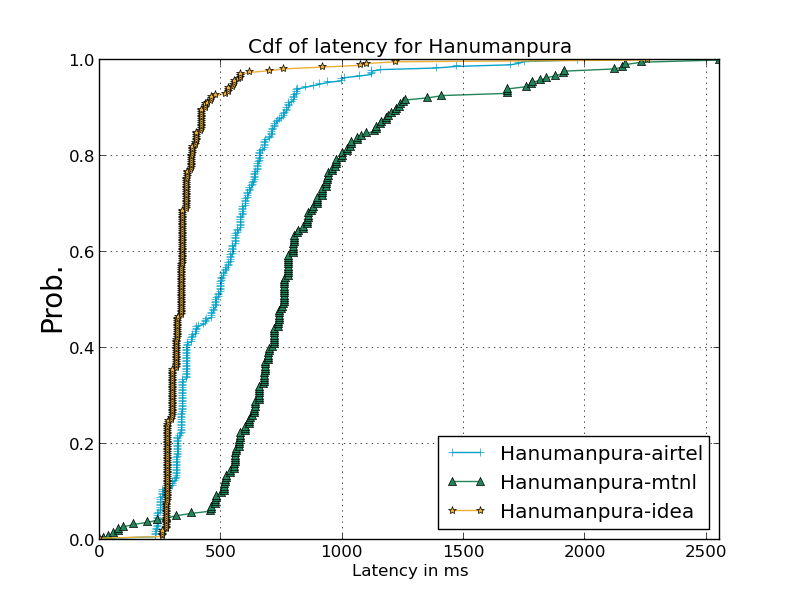 Cdf of latency for Hanumanpura
1.0
0.8
0.6
0.4
0.2
0.0
Prob.
Hanumanpura-airtel
Hanumanpura-mtnl
Hanumanpura-idea
0 500 1000 1500 2000 2500
Latency in ms